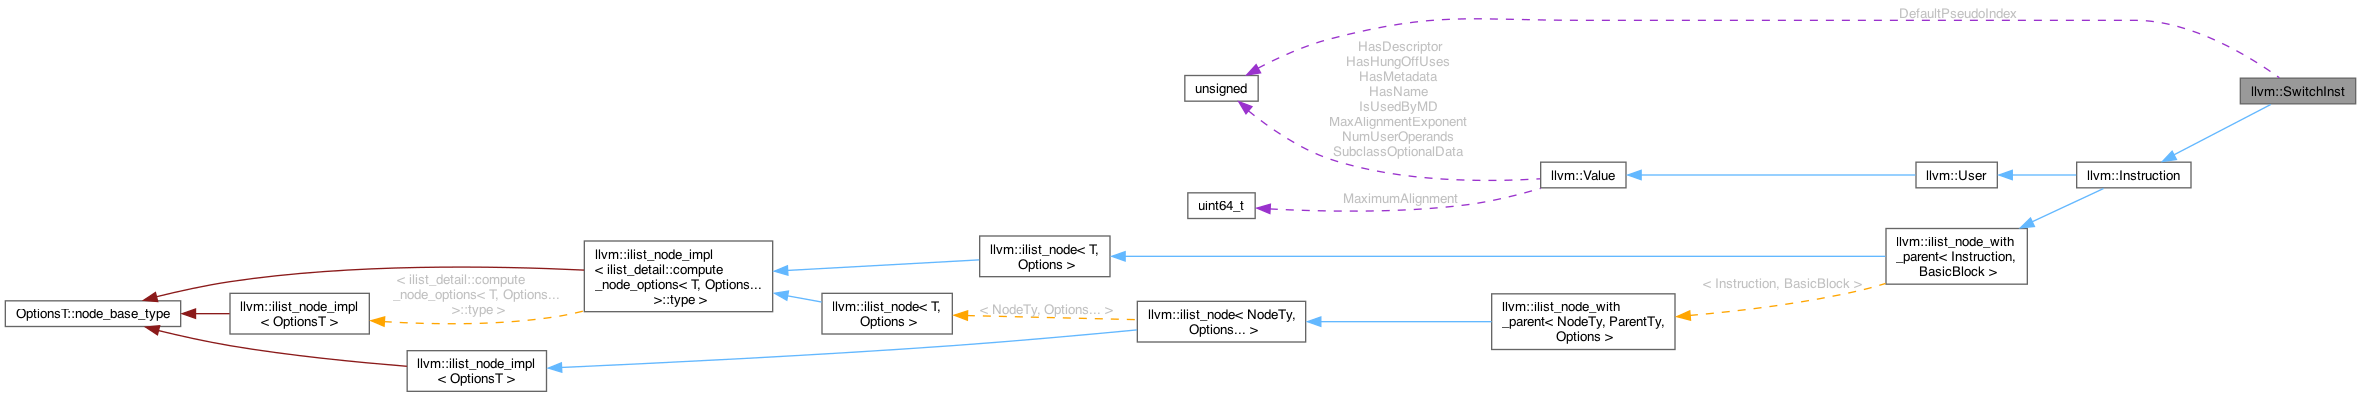 DefaultPseudoIndex
HasDescriptor
HasHungOffUses
HasMetadata
HasName
IsUsedByMD
MaxAlignmentExponent
NumUserOperands
SubclassOptionalData
unsigned
llvm::SwitchInst
llvm::Value
llvm::User
llvm::Instruction
uint64_t
MaximumAlignment
llvm::ilist_node_impl
< ilist_detail::compute
_node_options< T, Options...
>::type >
llvm::ilist_node< T,
Options >
llvm::ilist_node_with
_parent< Instruction,
BasicBlock >
< ilist_detail::compute
_node_options< T, Options...
>::type >
< Instruction, BasicBlock >
OptionsT::node_base_type
llvm::ilist_node_impl
< OptionsT >
llvm::ilist_node< T,
Options >
< NodeTy, Options... >
llvm::ilist_node< NodeTy,
Options... >
llvm::ilist_node_with
_parent< NodeTy, ParentTy,
Options >
llvm::ilist_node_impl
< OptionsT >